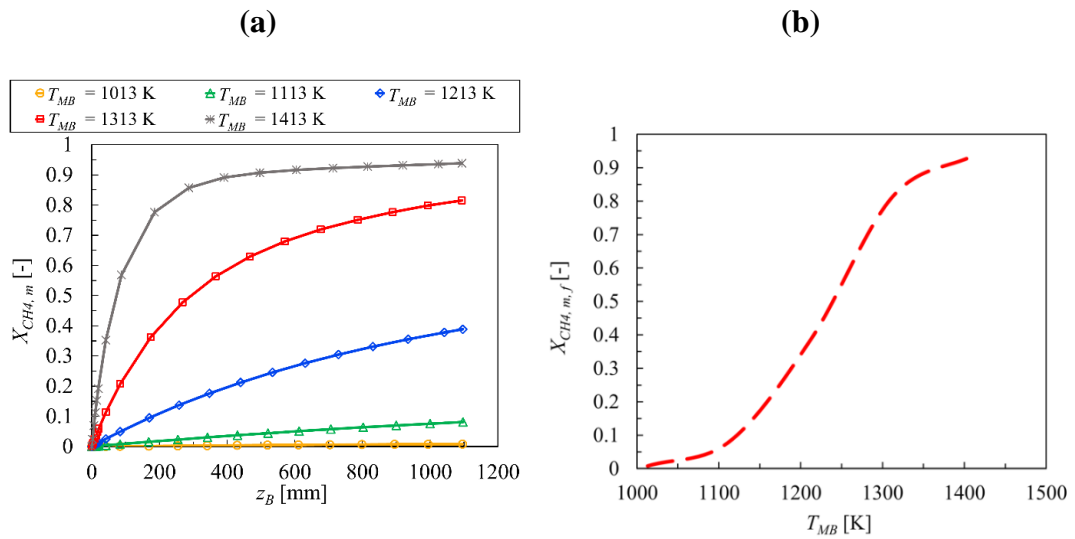 (a)
(b)
T_MB = 1013 K T_MB = 1113 K T_MB = 1213 K
T_MB = 1313 K T_MB = 1413 K
1
0.9
0.8
0.7
0.6
0.5
0.4
0.3
0.2
0.1
0
X_CH4, m [-]
0 200 400 600 800 1000 1200
z_B [mm]
1
0.9
0.8
0.7
0.6
0.5
0.4
0.3
0.2
0.1
0
X_CH4, m, f [-]
1000 1100 1200 1300 1400 1500
T_MB [K]